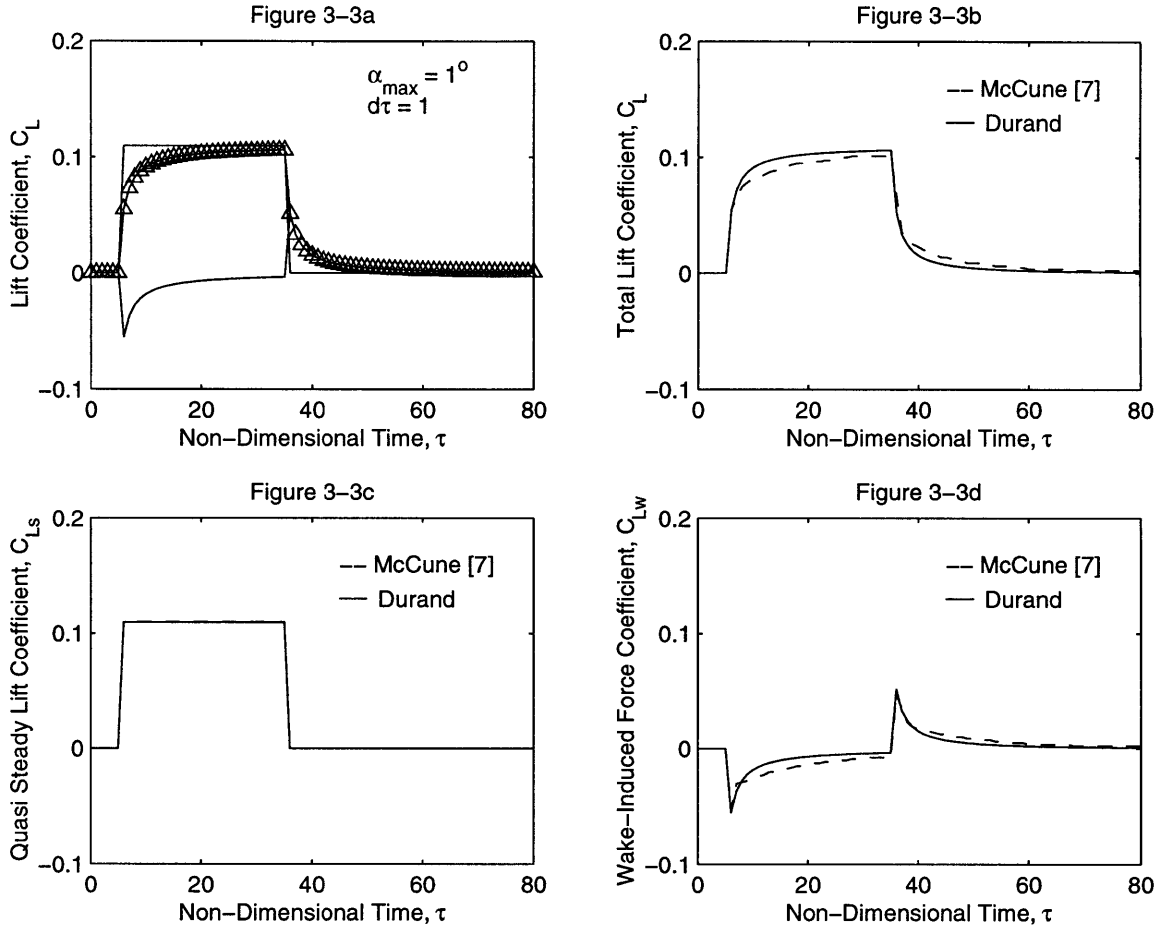 Figure 3-3a
0.2
0.1
0
-0.1
Lift Coefficient, C_L
α_max = 1°
dτ = 1
0 20 40 60 80
Non-Dimensional Time, τ
Figure 3-3b
0.2
0.1
0
-0.1
Total Lift Coefficient, C_L
-- McCune [7]
— Durand
0 20 40 60 80
Non-Dimensional Time, τ
Figure 3-3c
0.2
0.1
0
-0.1
Quasi Steady Lift Coefficient, C_Ls
-- McCune [7]
— Durand
0 20 40 60 80
Non-Dimensional Time, τ
Figure 3-3d
0.2
0.1
0
-0.1
Wake-Induced Force Coefficient, C_Lw
-- McCune [7]
— Durand
0 20 40 60 80
Non-Dimensional Time, τ